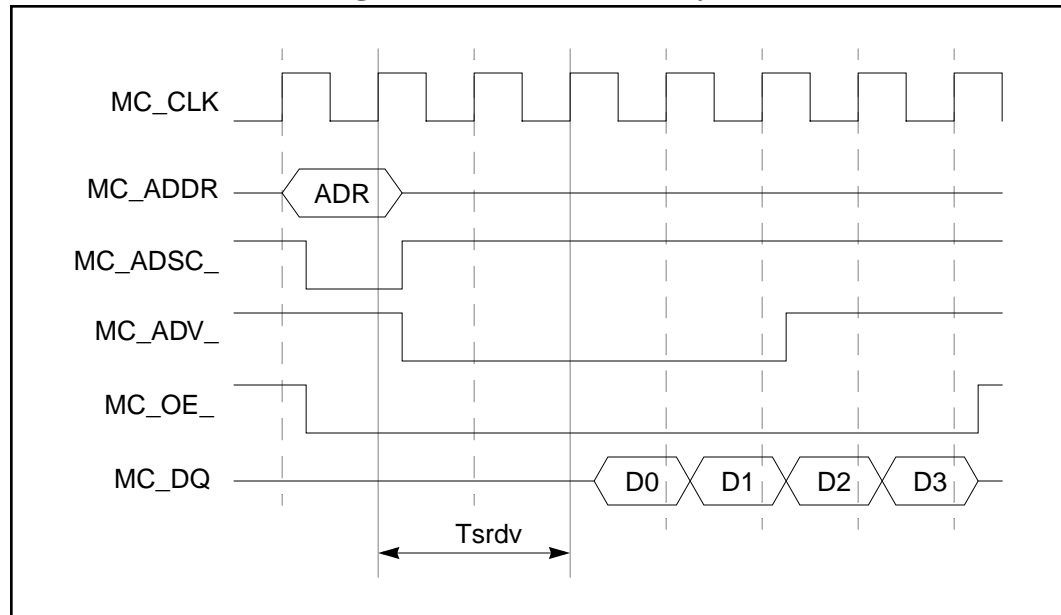 MC_CLK
MC_ADDR
ADR
MC_ADSC_
MC_ADV_
MC_OE_
MC_DQ
D0
D1
D2
D3
Tsrdv